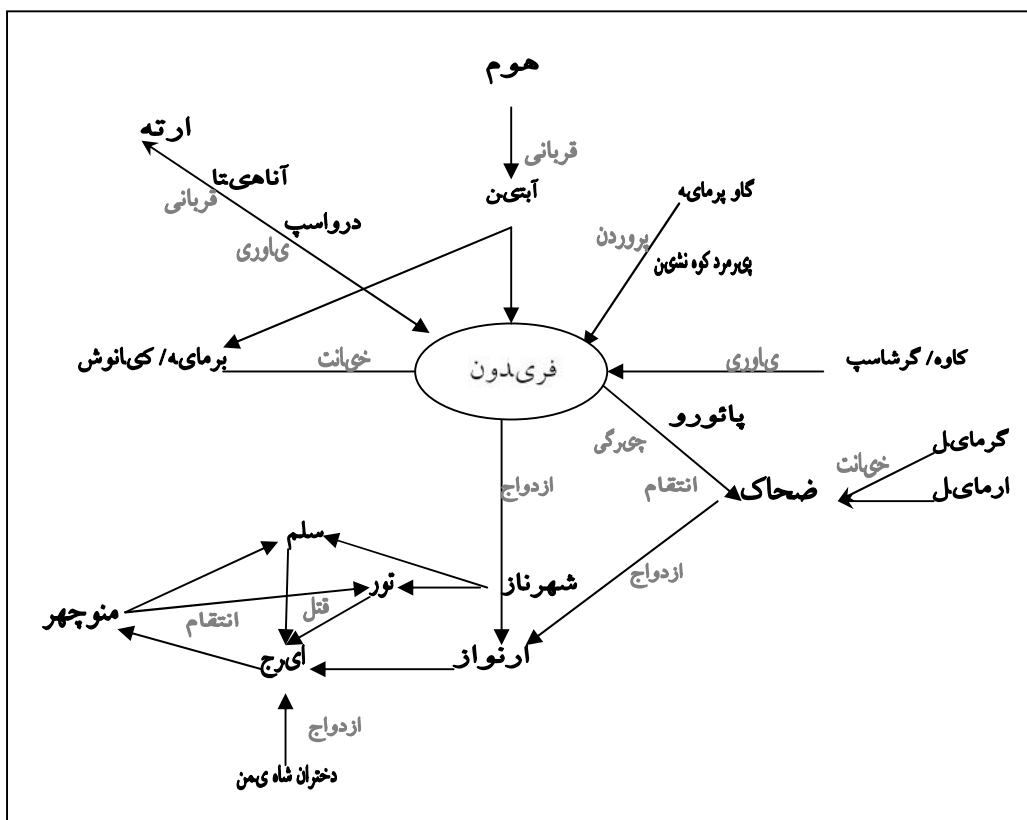 هوم
ارته
قربانی
آناهیتا
قربانی
آبتین
گاو پرمایه
درواسپ
یاوری
پروردن
پیرمرد کوه نشین
برمایه/ کیانوش
خیانت
فریدون
یاوری
کاوه/ گرشاسپ
پائورو
چیرگی
گرمایل
خیانت
ازدواج
انتقام
ضحاک
ارمایل
سلم
تور
شهرناز
ازدواج
منوچهر
انتقام
قتل
ایرج
ارنواز
ازدواج
دختران شاه یمن